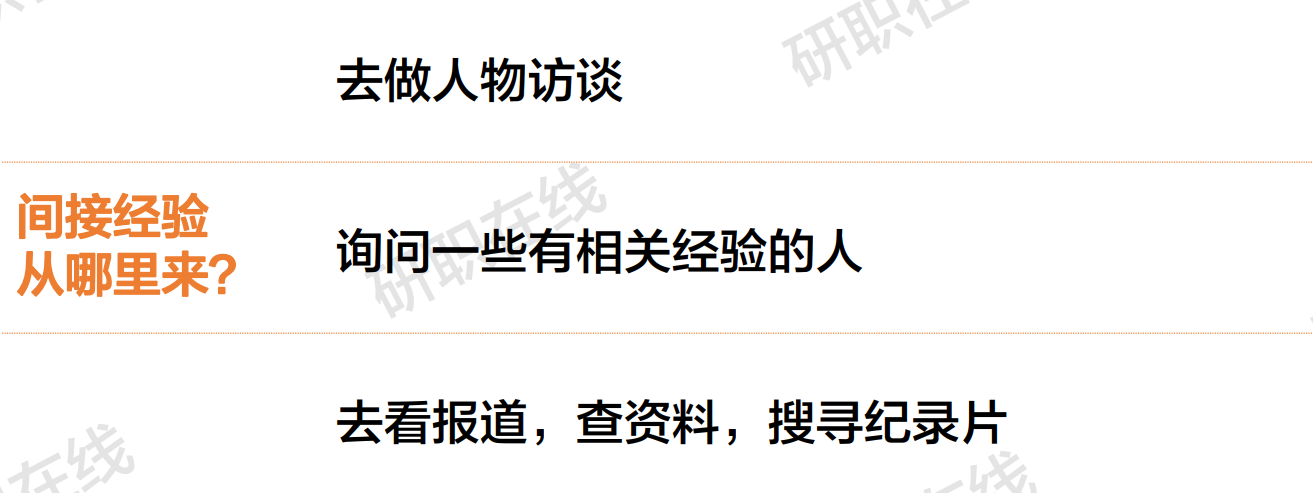 去做人物访谈
间接经验
从哪里来?
询问一些有相关经验的人
去看报道，查资料，搜寻纪录片
研职在线